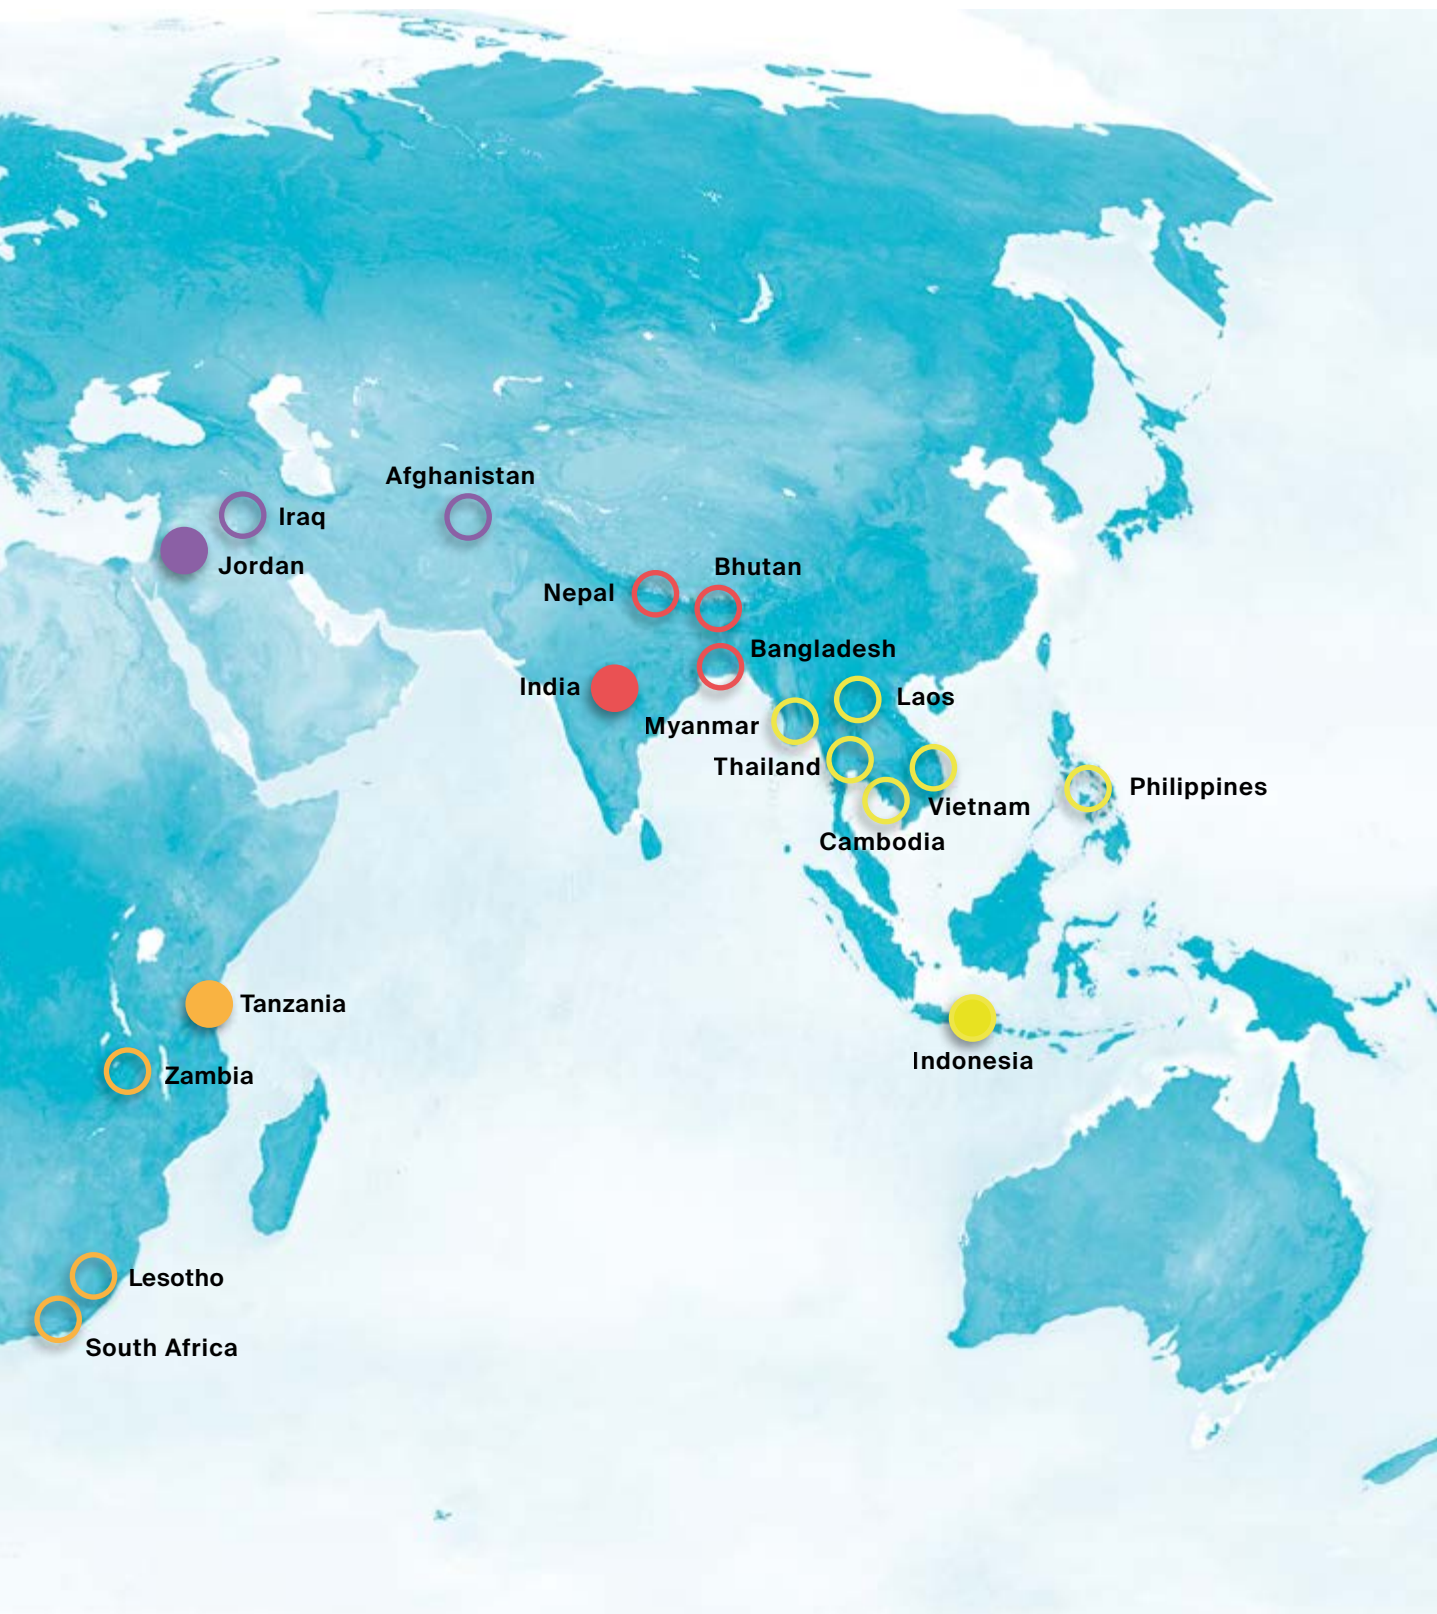 Afghanistan
Iraq
Jordan
Bhutan
Nepal
Bangladesh
India
Laos
Myanmar
Thailand
Philippines
Vietnam
Cambodia
Tanzania
Indonesia
Zambia
Lesotho
South Africa